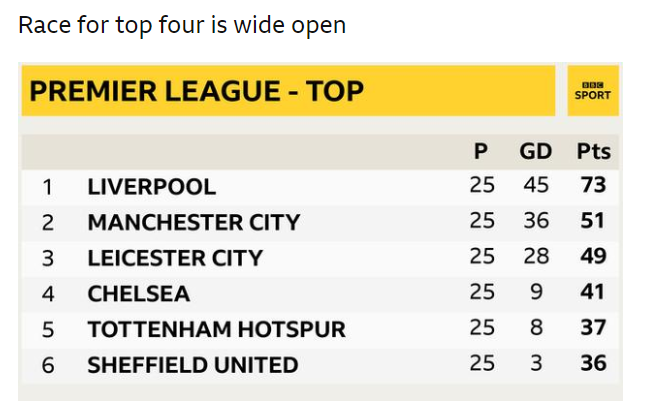 Race for top four is wide open
PREMIER LEAGUE - TOP
BBC
SPORT
P GD Pts
1 LIVERPOOL 25 45 73
2 MANCHESTER CITY 25 36 51
3 LEICESTER CITY 25 28 49
4 CHELSEA 25 9 41
5 TOTTENHAM HOTSPUR 25 8 37
6 SHEFFIELD UNITED 25 3 36